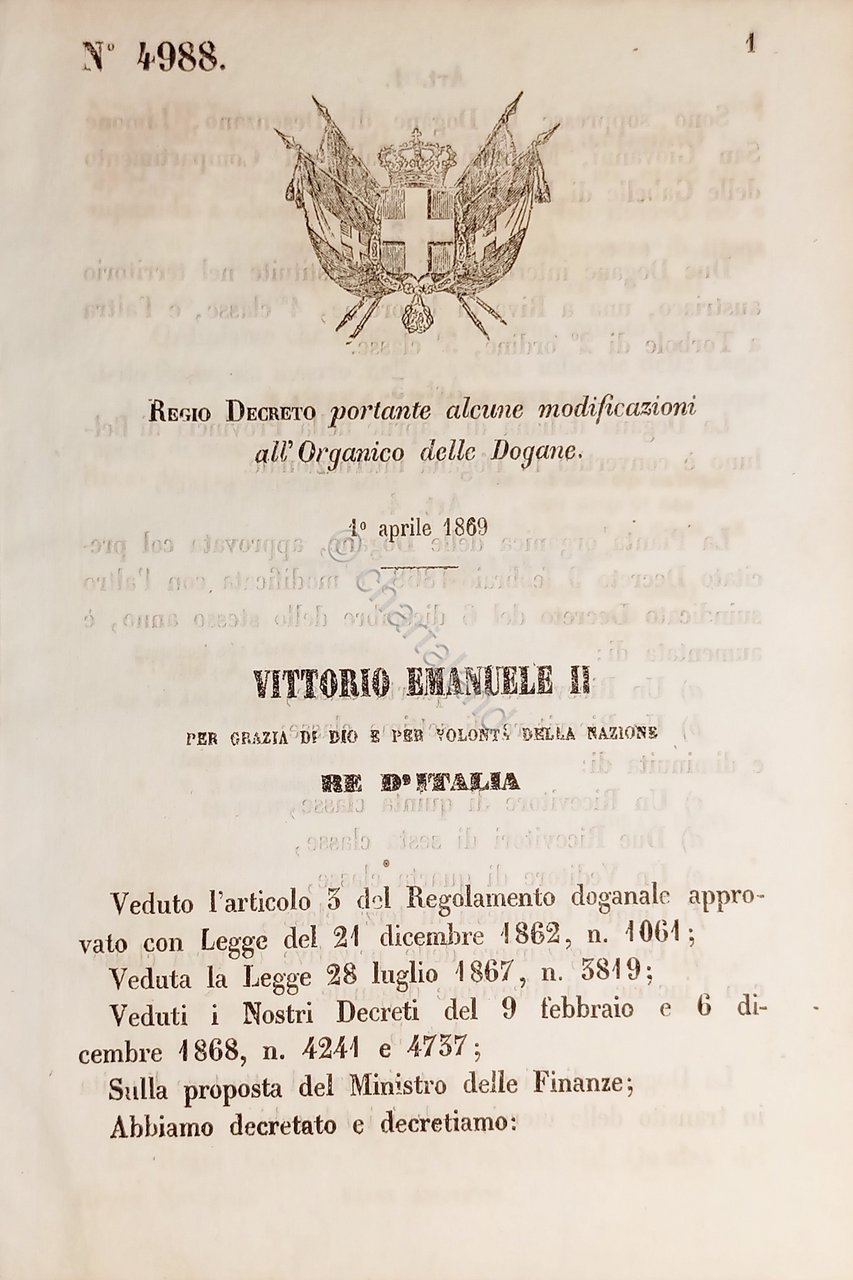 N° 4988.
1
REGIO DECRETO portante alcune modificazioni
all'Organico delle Dogane.
1° aprile 1869
© chartaland
VITTORIO EMANUELE II
PER GRAZIA DI DIO E PER VOLONTÀ DELLA NAZIONE
RE D'ITALIA
Veduto l'articolo 3 del Regolamento doganale appro-
vato con Legge del 21 dicembre 1862, n. 1061;
Veduta la Legge 28 luglio 1867, n. 3819;
Veduti i Nostri Decreti del 9 febbraio e 6 di-
cembre 1868, n. 4241 e 4737;
Sulla proposta del Ministro delle Finanze;
Abbiamo decretato e decretiamo: